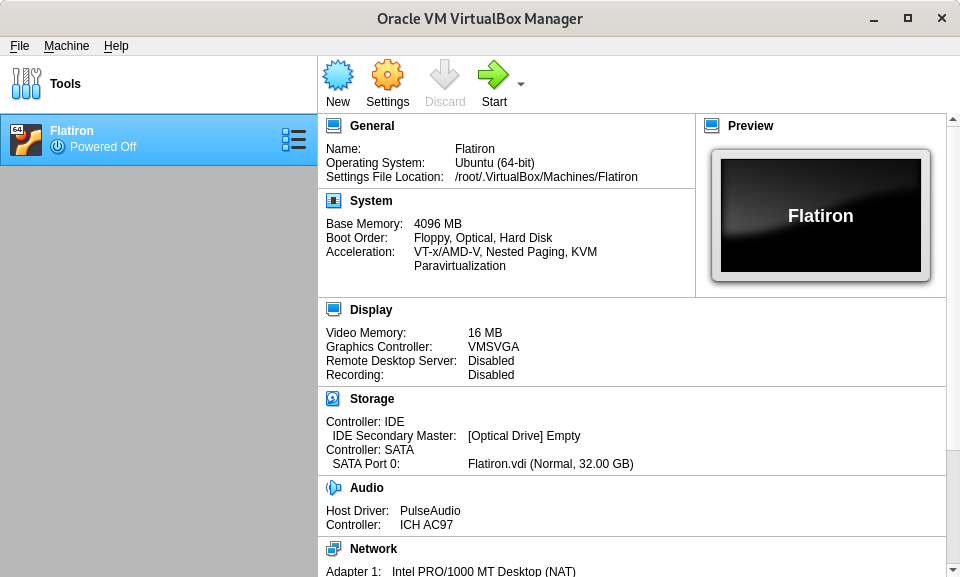 Oracle VM VirtualBox Manager
File Machine Help
Tools
New Settings Discard Start
64
Flatiron
Powered Off
General
Name: Flatiron
Operating System: Ubuntu (64-bit)
Settings File Location: /root/.VirtualBox/Machines/Flatiron
Preview
Flatiron
System
Base Memory: 4096 MB
Boot Order: Floppy, Optical, Hard Disk
Acceleration: VT-x/AMD-V, Nested Paging, KVM
Paravirtualization
Display
Video Memory: 16 MB
Graphics Controller: VMSVGA
Remote Desktop Server: Disabled
Recording: Disabled
Storage
Controller: IDE
IDE Secondary Master: [Optical Drive] Empty
Controller: SATA
SATA Port 0: Flatiron.vdi (Normal, 32.00 GB)
Audio
Host Driver: PulseAudio
Controller: ICH AC97
Network
Adapter 1: Intel PRO/1000 MT Desktop (NAT)